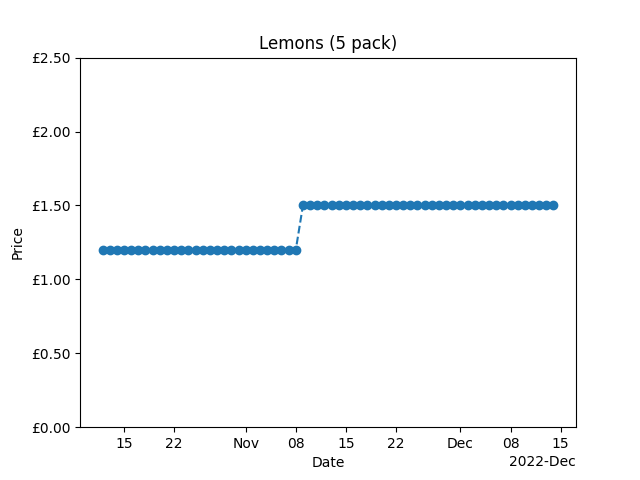 Lemons (5 pack)
£2.50
£2.00
£1.50
£1.00
£0.50
£0.00
Price
15 22 Nov 08 15 22 Dec 08 15
Date
2022-Dec